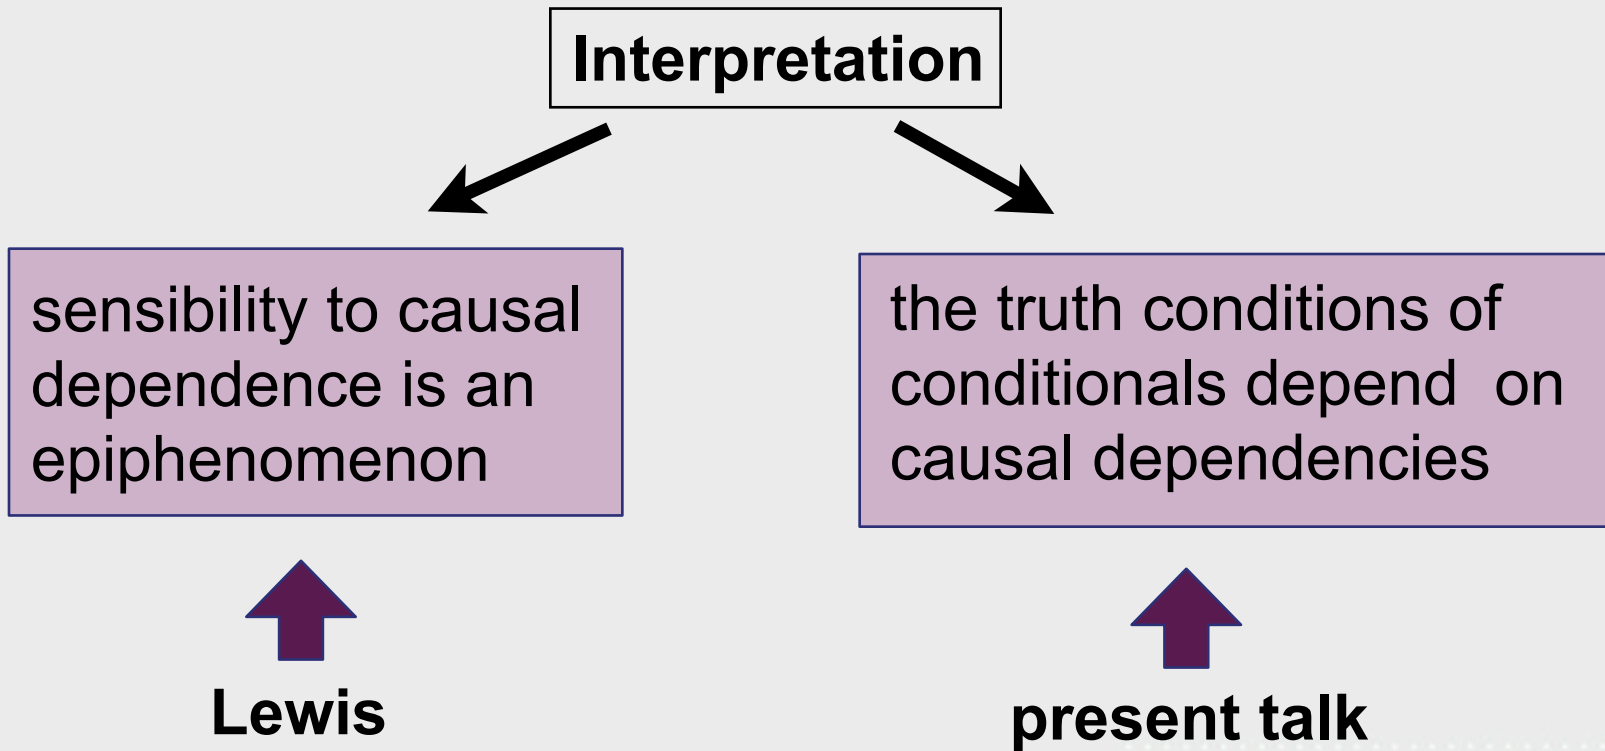 Interpretation
sensibility to causal
dependence is an
epiphenomenon
the truth conditions of
conditionals depend on
causal dependencies
Lewis
present talk